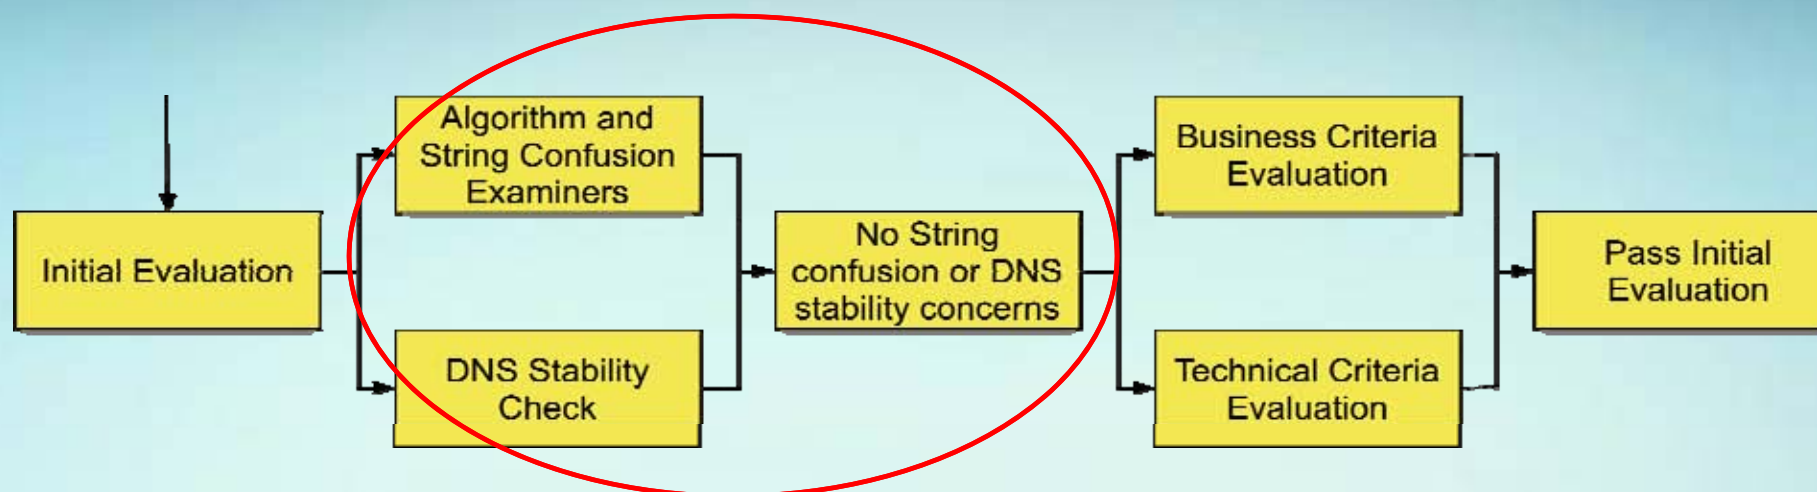 Initial Evaluation
Algorithm and
String Confusion
Examiners
DNS Stability
Check
No String
confusion or DNS
stability concerns
Business Criteria
Evaluation
Technical Criteria
Evaluation
Pass Initial
Evaluation